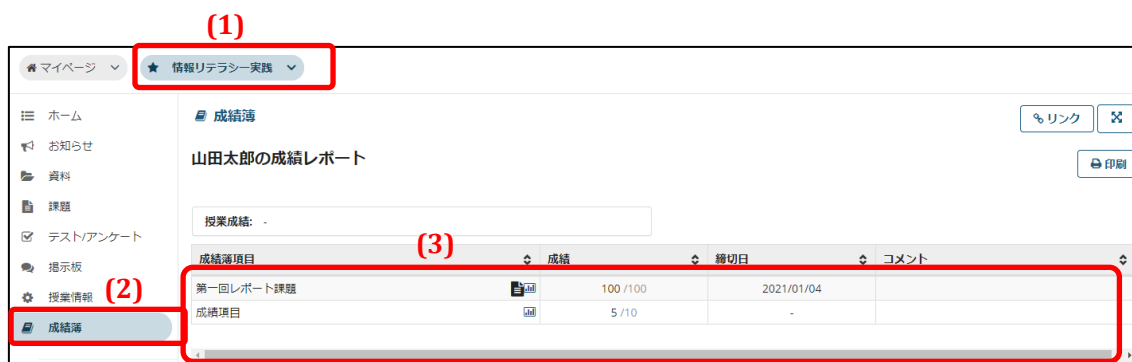 (1)
マイページ
情報リテラシー実践
ホーム
お知らせ
資料
課題
テスト/アンケート
掲示板
授業情報
(2)
成績簿
成績簿
リンク
山田太郎の成績レポート
印刷
授業成績: -
(3)
成績簿項目 成績 締切日 コメント
第一回レポート課題 100 /100 2021/01/04
成績項目 5 /10 -